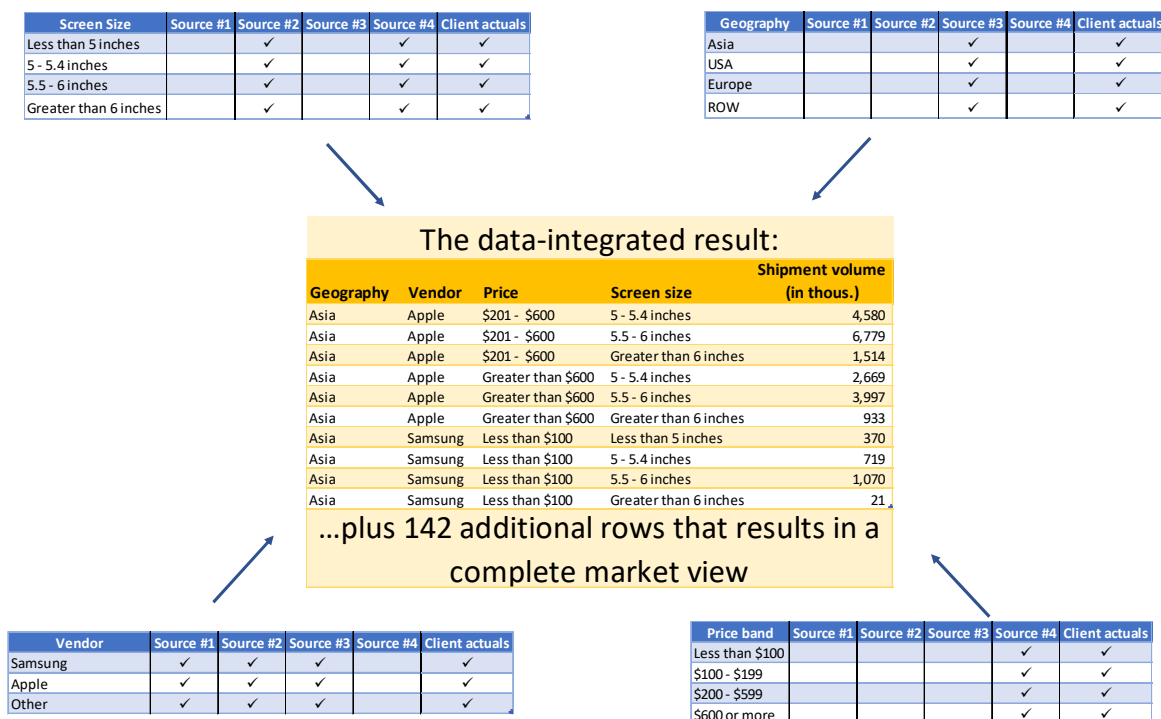 Screen Size Source #1 Source #2 Source #3 Source #4 Client actuals
Less than 5 inches ✓ ✓ ✓
5 - 5.4 inches ✓ ✓ ✓
5.5 - 6 inches ✓ ✓ ✓
Greater than 6 inches ✓ ✓ ✓
Geography Source #1 Source #2 Source #3 Source #4 Client actuals
Asia ✓ ✓
USA ✓ ✓
Europe ✓ ✓
ROW ✓ ✓
The data-integrated result:
Shipment volume
Geography Vendor Price Screen size (in thous.)
Asia Apple $201 - $600 5 - 5.4 inches 4,580
Asia Apple $201 - $600 5.5 - 6 inches 6,779
Asia Apple $201 - $600 Greater than 6 inches 1,514
Asia Apple Greater than $600 5 - 5.4 inches 2,669
Asia Apple Greater than $600 5.5 - 6 inches 3,997
Asia Apple Greater than $600 Greater than 6 inches 933
Asia Samsung Less than $100 Less than 5 inches 370
Asia Samsung Less than $100 5 - 5.4 inches 719
Asia Samsung Less than $100 5.5 - 6 inches 1,070
Asia Samsung Less than $100 Greater than 6 inches 21
...plus 142 additional rows that results in a
complete market view
Vendor Source #1 Source #2 Source #3 Source #4 Client actuals
Samsung ✓ ✓ ✓ ✓
Apple ✓ ✓ ✓ ✓
Other ✓ ✓ ✓ ✓
Price band Source #1 Source #2 Source #3 Source #4 Client actuals
Less than $100 ✓ ✓
$100 - $199 ✓ ✓
$200 - $599 ✓ ✓
$600 or more ✓ ✓